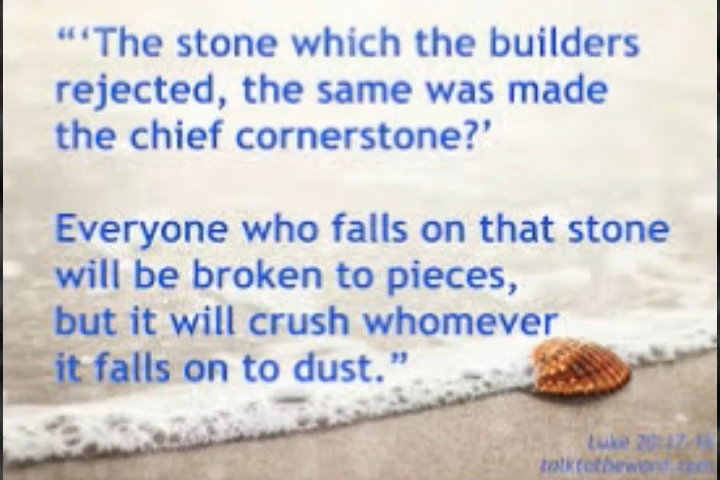 “‘The stone which the builders
rejected, the same was made
the chief cornerstone?’
Everyone who falls on that stone
will be broken to pieces,
but it will crush whomever
it falls on to dust.”
Luke 20:17-18
talktotheword.com